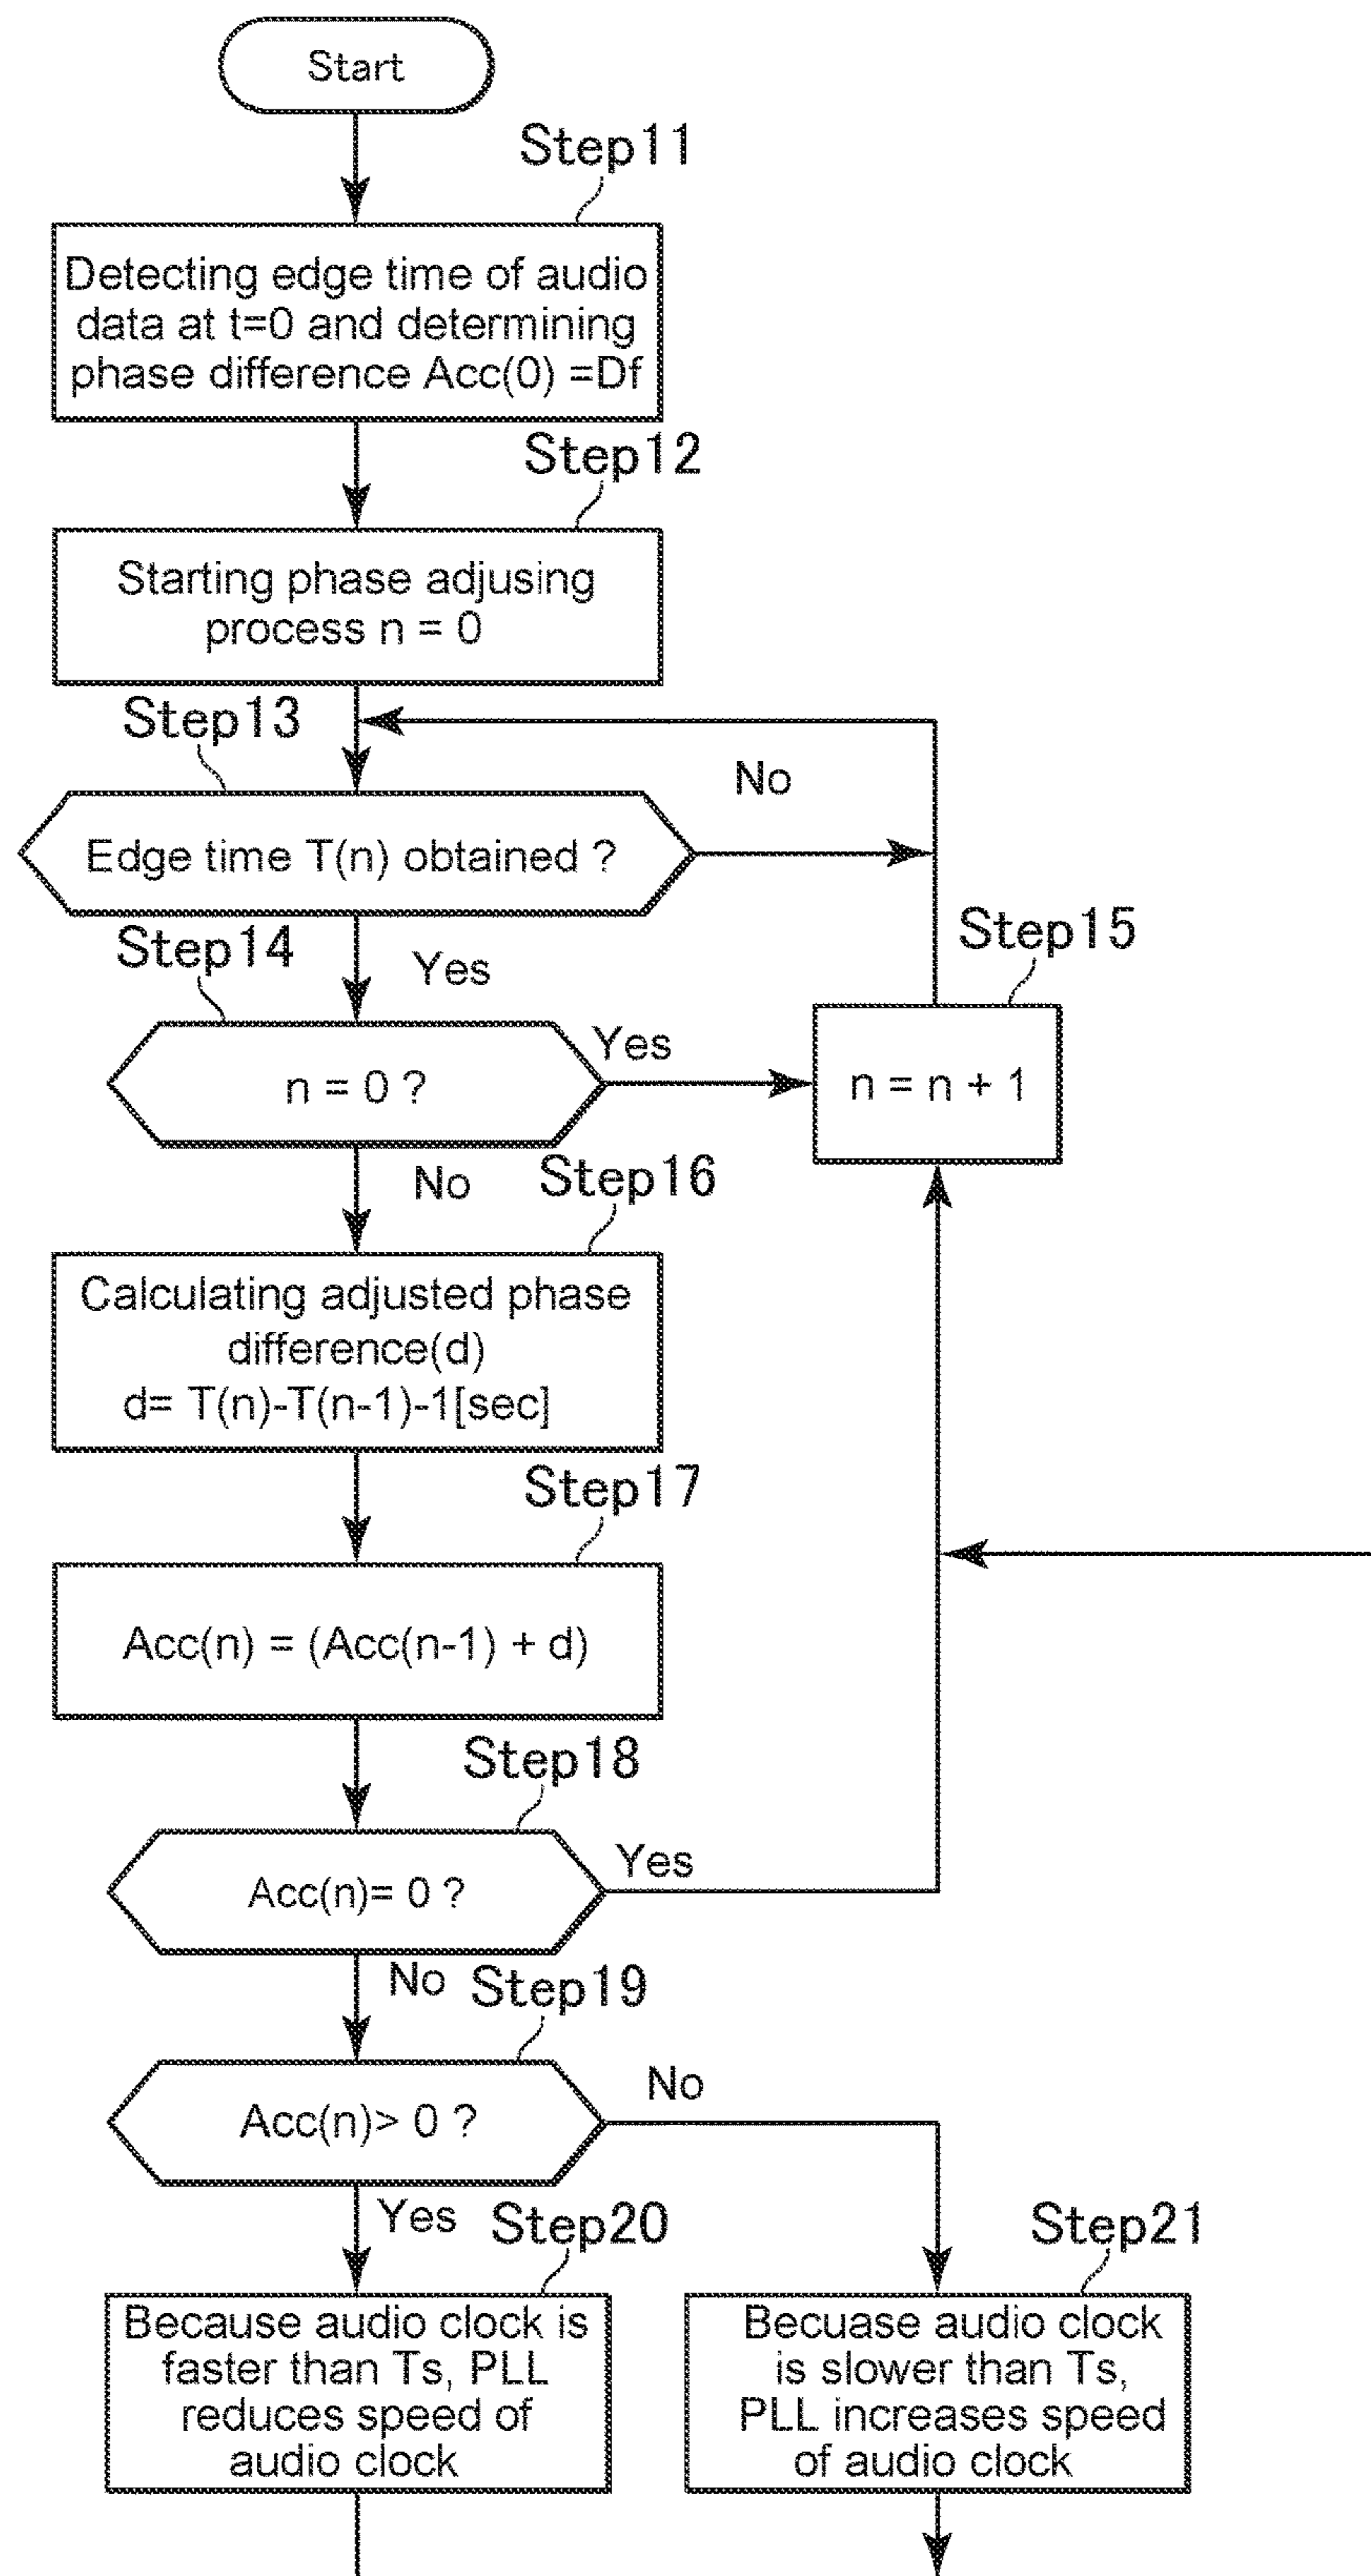 Start
Step11
Detecting edge time of audio
data at t=0 and determining
phase difference Acc(0) =Df
Step12
Starting phase adjusing
process n = 0
Step13
No
Edge time T(n) obtained ?
Step14
Yes
Step15
n = 0 ?
Yes
n = n + 1
No
Step16
Calculating adjusted phase
difference(d)
d= T(n)-T(n-1)-1[sec]
Step17
Acc(n) = (Acc(n-1) + d)
Step18
Acc(n)= 0 ?
Yes
No
Step19
Acc(n)> 0 ?
No
Yes
Step20
Because audio clock is
faster than Ts, PLL
reduces speed of
audio clock
Step21
Becuase audio clock
is slower than Ts,
PLL increases speed
of audio clock